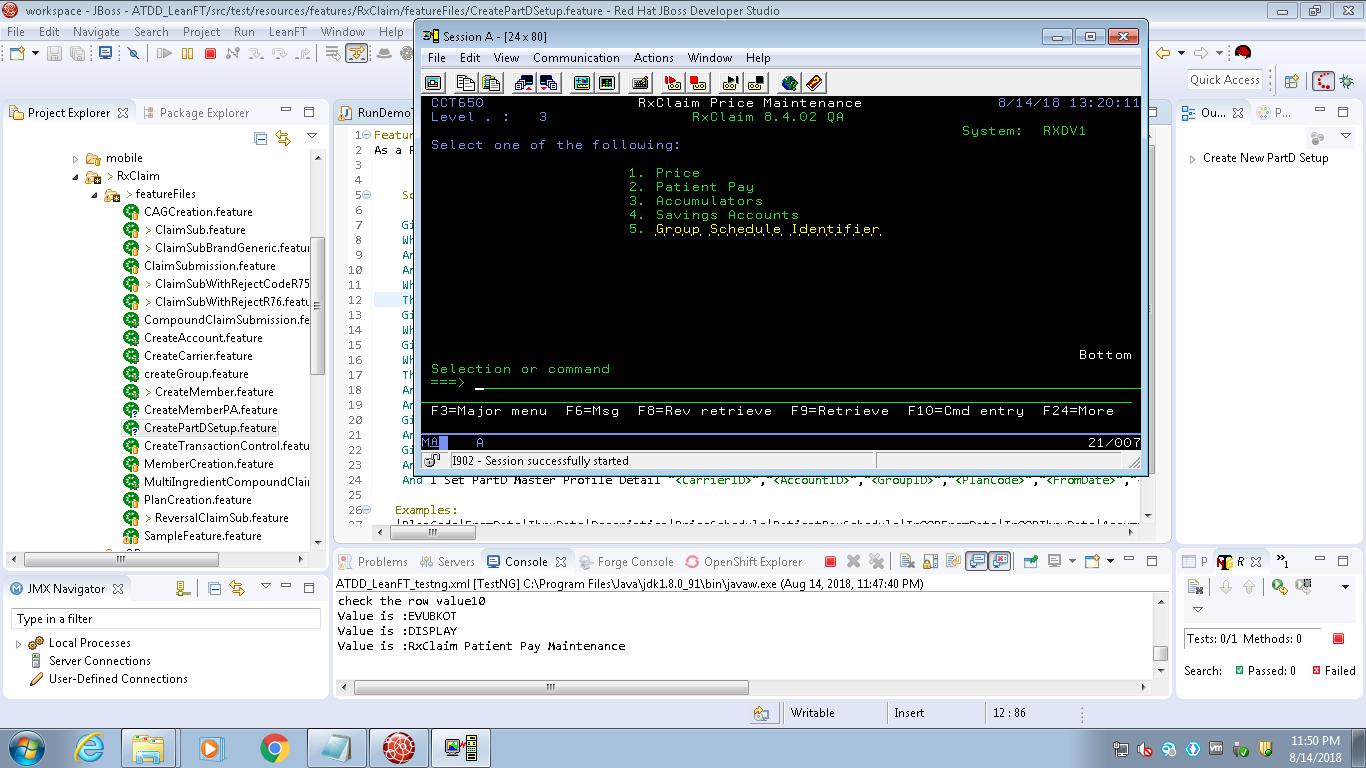 workspace - JBoss - ATDD_LeanFT/src/test/resources/features/RxClaim/featureFiles/CreatePartDSetup.feature - Red Hat JBoss Developer Studio
File Edit Navigate Search Project Run LeanFT Window Help
Quick Access
Project Explorer
Package Explorer
mobile
> RxClaim
> featureFiles
CAGCreation.feature
> ClaimSub.feature
> ClaimSubBrandGeneric.featur
ClaimSubmission.feature
> ClaimSubWithRejectCodeR75
> ClaimSubWithRejectR76.featu
CompoundClaimSubmission.fe
CreateAccount.feature
CreateCarrier.feature
createGroup.feature
> CreateMember.feature
CreateMemberPA.feature
CreatePartDSetup.feature
CreateTransactionControl.featu
MemberCreation.feature
MultiIngredientCompoundClai
PlanCreation.feature
> ReversalClaimSub.feature
SampleFeature.feature
JMX Navigator
Type in a filter
Local Processes
Server Connections
User-Defined Connections
RunDemoT
1 Featur
2 As a R
3
4
5 Sc
6
7 Gi
8 Wh
9 An
10 An
11 Wh
12 Th
13 Gi
14 Wh
15 An
16 Wh
17 Th
18 An
19 An
20 Gi
21 An
22 Gi
23 An
24 And I Set PartD Master Profile Detail "<CarrierID>","<AccountID>","<GroupID>","<PlanCode>","<FromDate>",
25
26 Examples:
Session A - [24 x 80]
File Edit View Communication Actions Window Help
CCT650 RxClaim Price Maintenance 8/14/18 13:20:11
Level . : 3 RxClaim 8.4.02 QA
System: RXDV1
Select one of the following:
1. Price
2. Patient Pay
3. Accumulators
4. Savings Accounts
5. Group Schedule Identifier
Bottom
Selection or command
===>
F3=Major menu F6=Msg F8=Rev retrieve F9=Retrieve F10=Cmd entry F24=More
MA A 21/007
I902 - Session successfully started
Ou...
P...
Create New PartD Setup
Problems Servers Console Forge Console OpenShift Explorer
ATDD_LeanFT_testng.xml [TestNG] C:\Program Files\Java\jdk1.8.0_91\bin\javaw.exe (Aug 14, 2018, 11:47:40 PM)
check the row value10
Value is :EVUBKOT
Value is :DISPLAY
Value is :RxClaim Patient Pay Maintenance
P R »1
Tests: 0/1 Methods: 0
Search: Passed: 0 Failed
Writable Insert 12 : 86
11:50 PM
8/14/2018